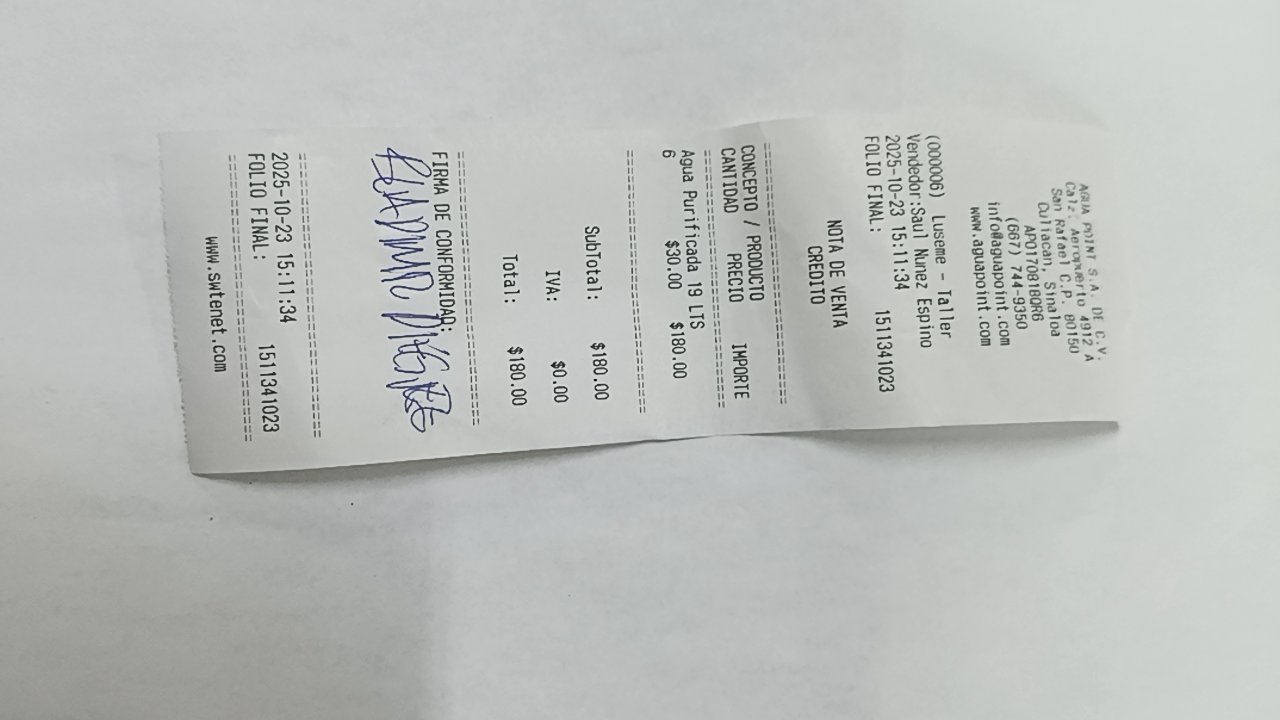 AGUA POINT S.A. DE C.V.
Calz. Aeropuerto 4912 A
San Rafael C.P. 80150
Culiacan, Sinaloa
APO170818QR6
(667) 744-9350
info@aguapoint.com
www.aguapoint.com
(000006) Luseme - Taller
Vendedor:Saul Nunez Espino
2025-10-23 15:11:34
FOLIO FINAL: 1511341023
NOTA DE VENTA
CREDITO
CONCEPTO / PRODUCTO
CANTIDAD PRECIO IMPORTE
Agua Purificada 19 LTS
6 $30.00 $180.00
SubTotal: $180.00
IVA: $0.00
Total: $180.00
FIRMA DE CONFORMIDAD:
2025-10-23 15:11:34
FOLIO FINAL: 1511341023
www.swtenet.com